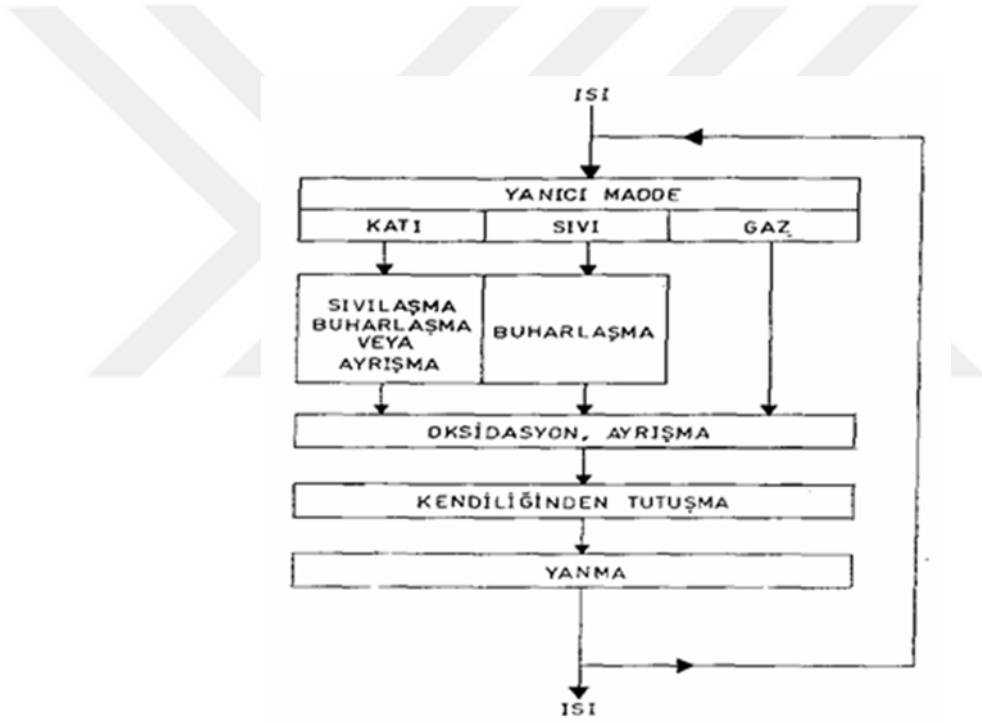 ISI
YANICI MADDE
KATI SIVI GAZ
SIVILAŞMA
BUHARLAŞMA
VEYA
AYRIŞMA
BUHARLAŞMA
OKSİDASYON, AYRIŞMA
KENDİLİĞİNDEN TUTUŞMA
YANMA
ISI